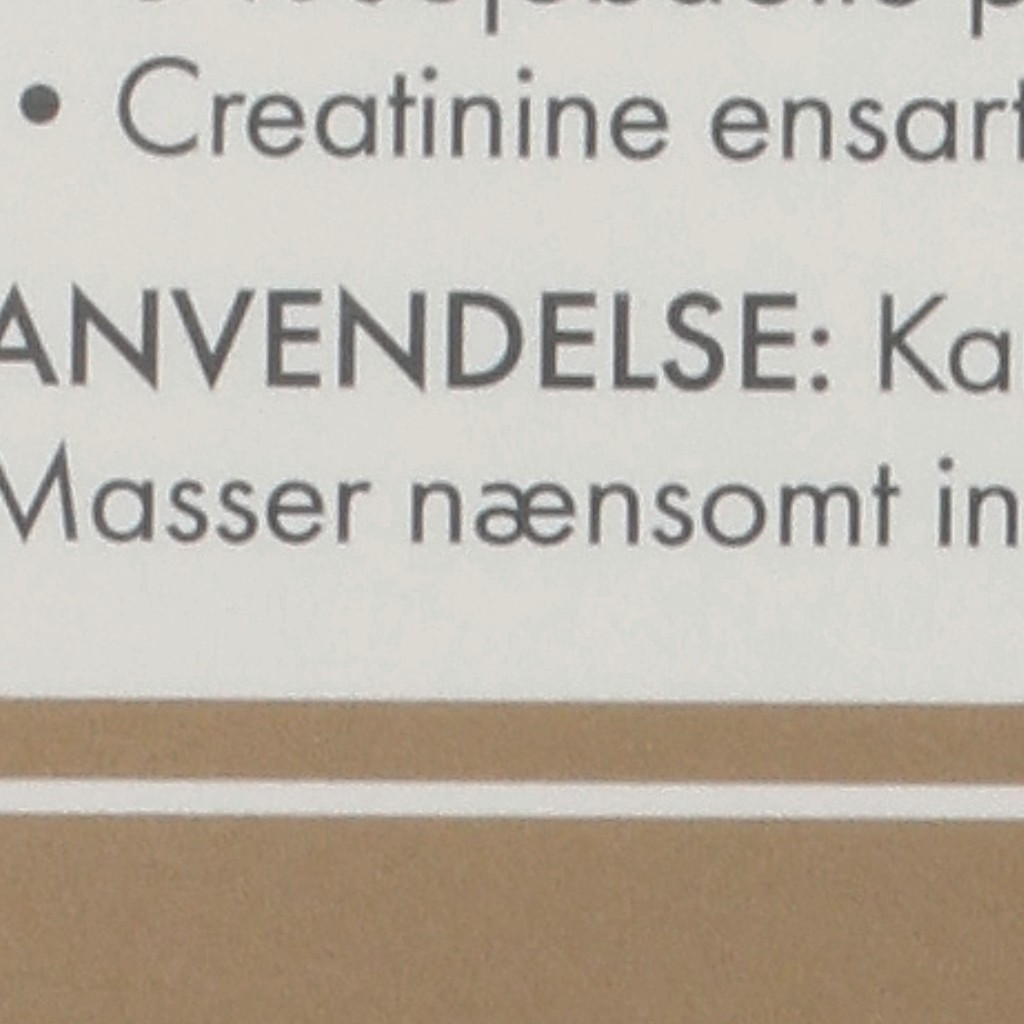 • Creatinine ensart
ANVENDELSE: Ka
Masser nænsomt in